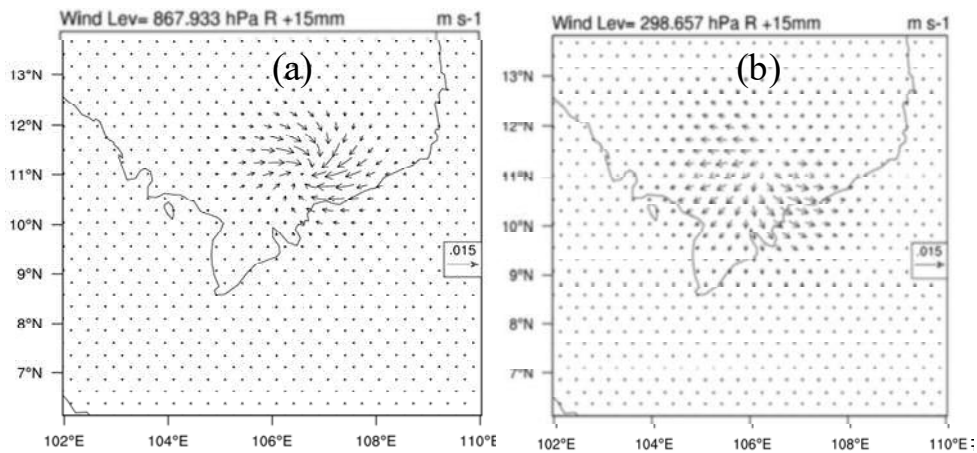 Wind Lev= 867.933 hPa R +15mm m s-1
(a)
13°N
12°N
11°N
10°N
9°N
8°N
7°N
.015
102°E 104°E 106°E 108°E 110°E
Wind Lev= 298.657 hPa R +15mm m s-1
(b)
13°N
12°N
11°N
10°N
9°N
8°N
7°N
.015
102°E 104°E 106°E 108°E 110°E